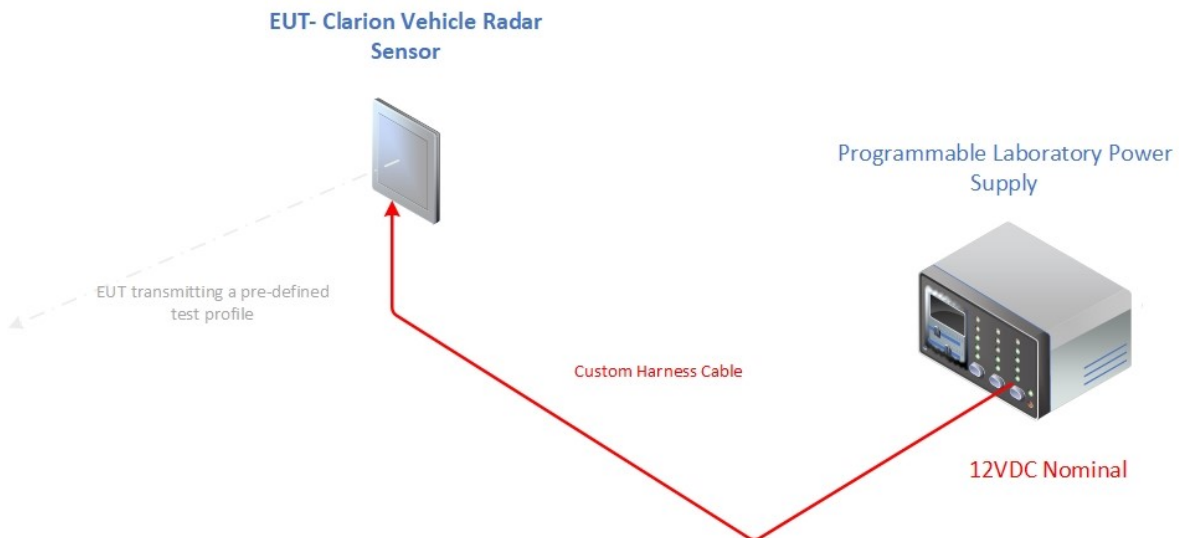 EUT- Clarion Vehicle Radar
Sensor
Programmable Laboratory Power
Supply
EUT transmitting a pre-defined
test profile
Custom Harness Cable
12VDC Nominal